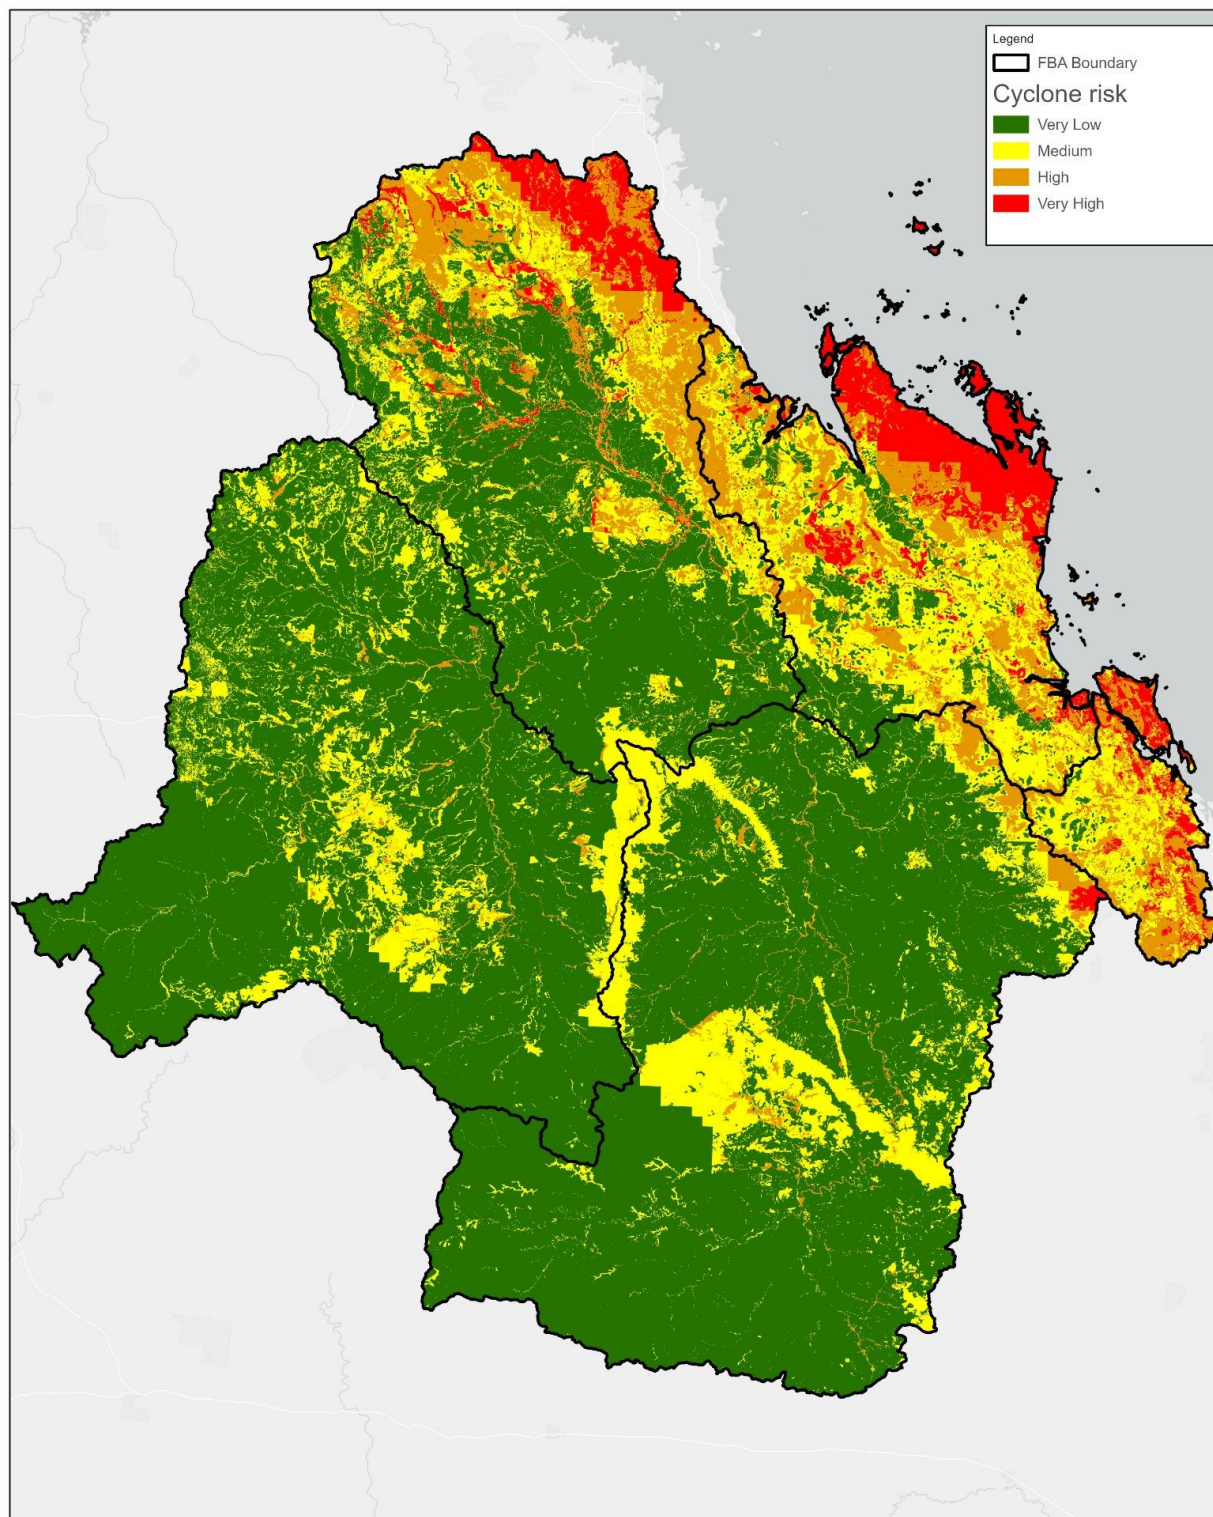 Legend
FBA Boundary
Cyclone risk
Very Low
Medium
High
Very High